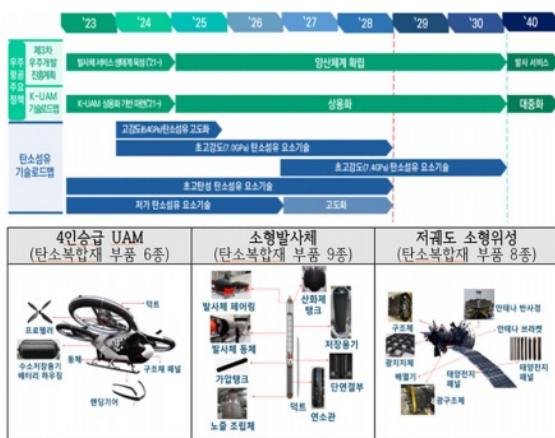 '23 '24 '25 '26 '27 '28 '29 '30 '40
우주항공 주요 정책
제3차 우주개발 진흥계획
발사체 서비스 생태계 육성('21~)
양산체계 확립
발사 서비스
K-UAM 기술로드맵
K-UAM 상용화 기반 마련('21~)
상용화
대중화
탄소섬유 기술로드맵
고강도(6.4GPa)탄소섬유 고도화
초고강도(7.0GPa) 탄소섬유 요소기술
초고강도(7.4GPa) 탄소섬유 요소기술
초고탄성 탄소섬유 요소기술
저가 탄소섬유 요소기술
고도화
4인승급 UAM
(탄소복합재 부품 6종)
덕트
프로펠러
동체
구조재 패널
수소저장용기
배터리 하우징
랜딩기어
소형발사체
(탄소복합재 부품 9종)
산화제
탱크
발사체 페어링
저장용기
발사체 동체
가압탱크
단연결부
덕트
노즐 조립체
연소관
저궤도 소형위성
(탄소복합재 부품 8종)
안테나 반사경
구조체
안테나 브라켓
광지지체
배열기
태양전지
패널
태양전지
패널
광구조체